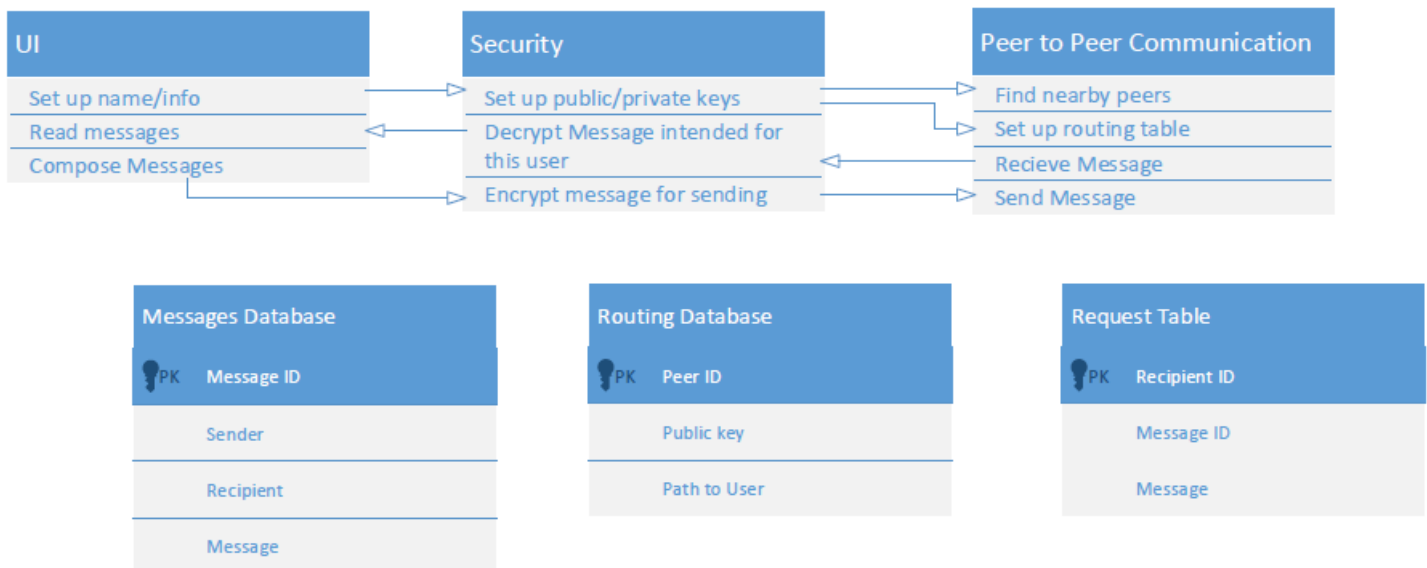 UI
Set up name/info
Read messages
Compose Messages
Security
Set up public/private keys
Decrypt Message intended for
this user
Encrypt message for sending
Peer to Peer Communication
Find nearby peers
Set up routing table
Recieve Message
Send Message
Messages Database
PK Message ID
Sender
Recipient
Message
Routing Database
PK Peer ID
Public key
Path to User
Request Table
PK Recipient ID
Message ID
Message